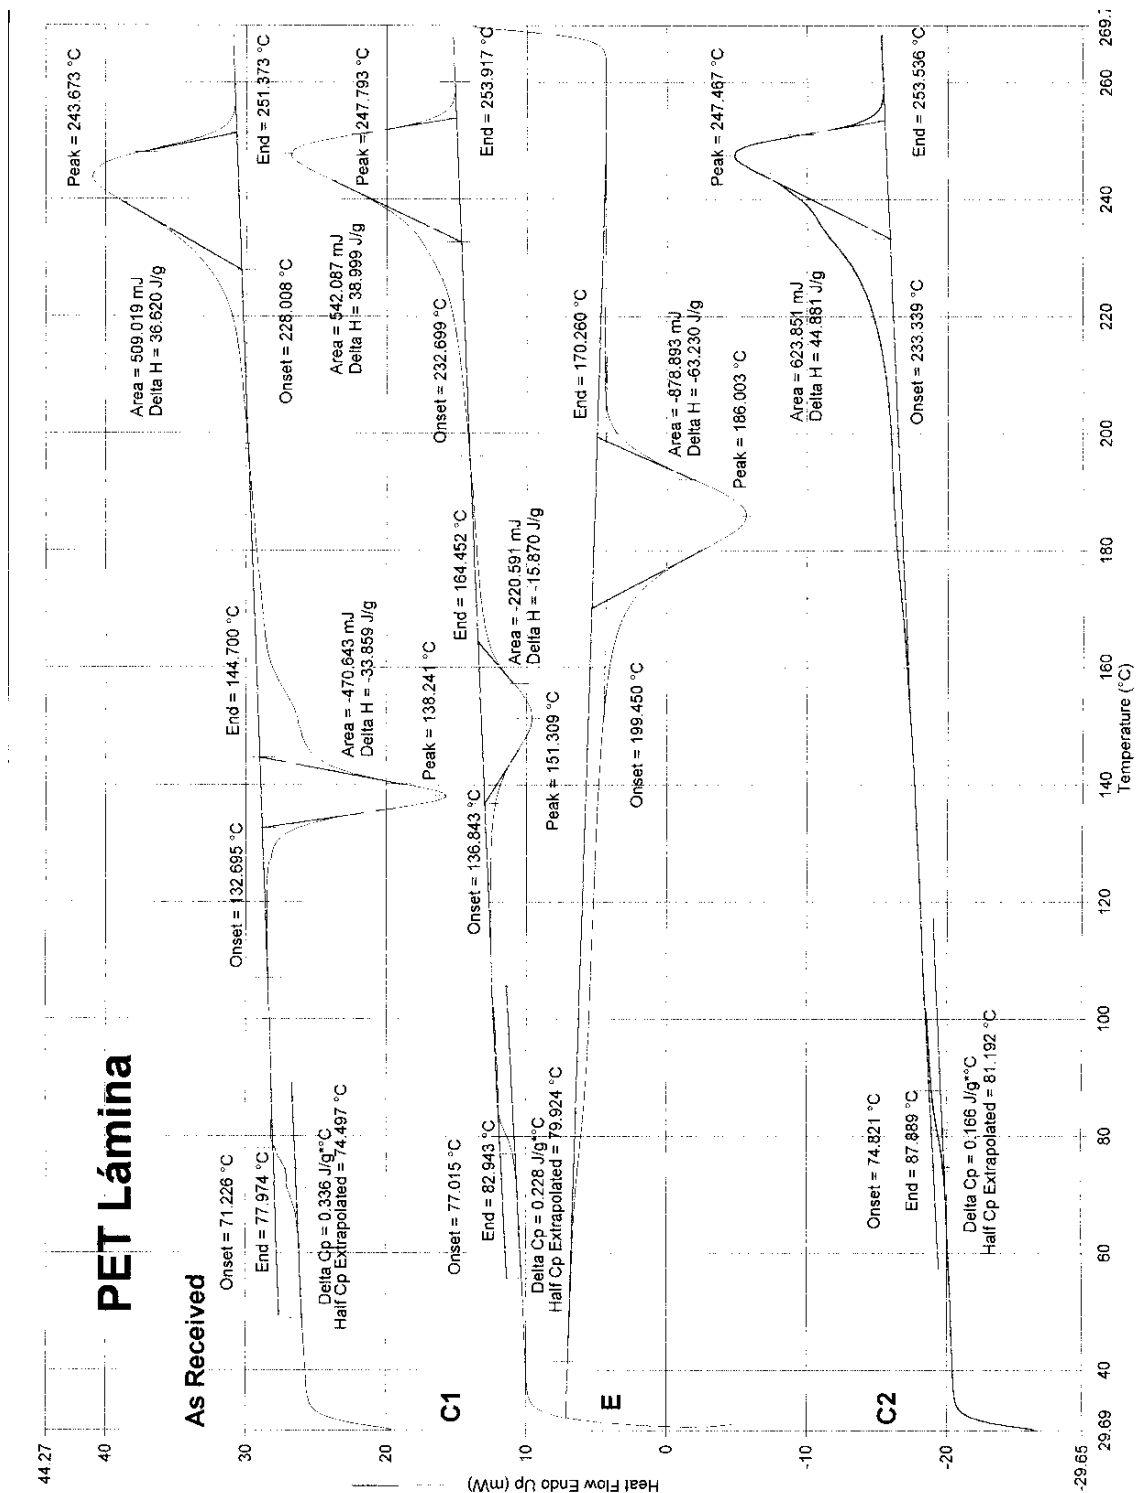 PET Lámina
As Received
Onset = 71.226 °C
End = 77.974 °C
Delta Cp = 0.336 J/g*°C
Half Cp Extrapolated = 74.497 °C
Onset = 132.695 °C
End = 144.700 °C
Area = -470.643 mJ
Delta H = -33.859 J/g
Peak = 138.241 °C
Area = 509.019 mJ
Delta H = 36.620 J/g
Onset = 228.008 °C
Peak = 243.673 °C
End = 251.373 °C
C1
Onset = 77.015 °C
End = 82.943 °C
Delta Cp = 0.228 J/g*°C
Half Cp Extrapolated = 79.924 °C
Onset = 136.843 °C
Peak = 151.309 °C
End = 164.452 °C
Area = -220.591 mJ
Delta H = -15.870 J/g
Area = 542.087 mJ
Delta H = 38.999 J/g
Onset = 232.699 °C
Peak = 247.793 °C
End = 253.917 °C
E
Onset = 199.450 °C
End = 170.260 °C
Area = -878.893 mJ
Delta H = -63.230 J/g
Peak = 186.003 °C
C2
Onset = 74.821 °C
End = 87.889 °C
Delta Cp = 0.166 J/g*°C
Half Cp Extrapolated = 81.192 °C
Area = 623.851 mJ
Delta H = 44.881 J/g
Onset = 233.339 °C
Peak = 247.467 °C
End = 253.536 °C
44.27
40
30
20
10
0
-10
-20
-29.65
Heat Flow Endo Up (mW)
29.69
40
60
80
100
120
140
160
180
200
220
240
260
269.
Temperature (°C)